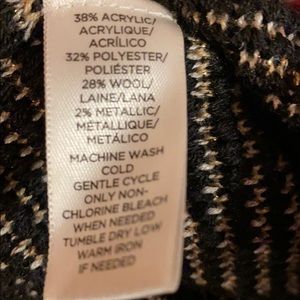 38% ACRYLIC/
ACRYLIQUE/
ACRÍLICO
32% POLYESTER/
POLIÉSTER
28% WOOL/
LAINE/LANA
2% METALLIC/
MÉTALLIQUE/
METÁLICO
MACHINE WASH
COLD
GENTLE CYCLE
ONLY NON-
CHLORINE BLEACH
WHEN NEEDED
TUMBLE DRY LOW
WARM IRON
IF NEEDED